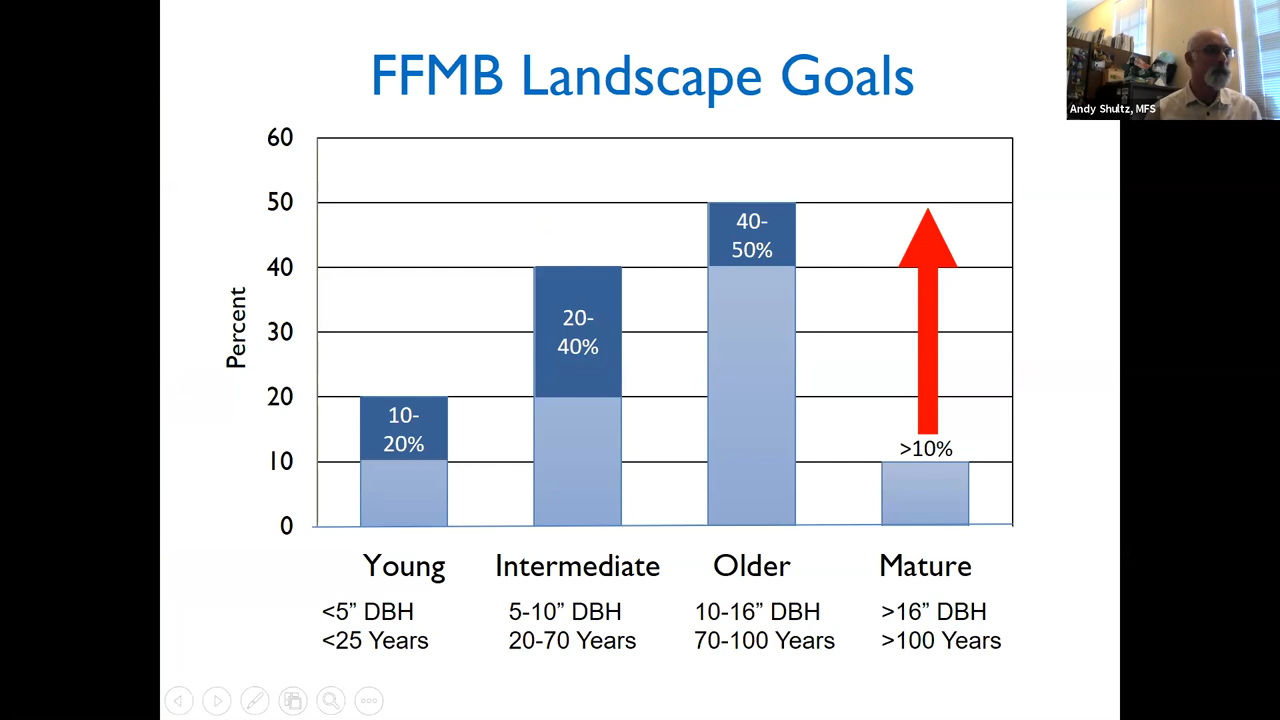 FFMB Landscape Goals
Andy Shultz, MFS
60
50
40
30
20
10
0
Percent
10-
20%
20-
40%
40-
50%
>10%
Young
Intermediate
Older
Mature
<5” DBH
<25 Years
5-10” DBH
20-70 Years
10-16” DBH
70-100 Years
>16” DBH
>100 Years